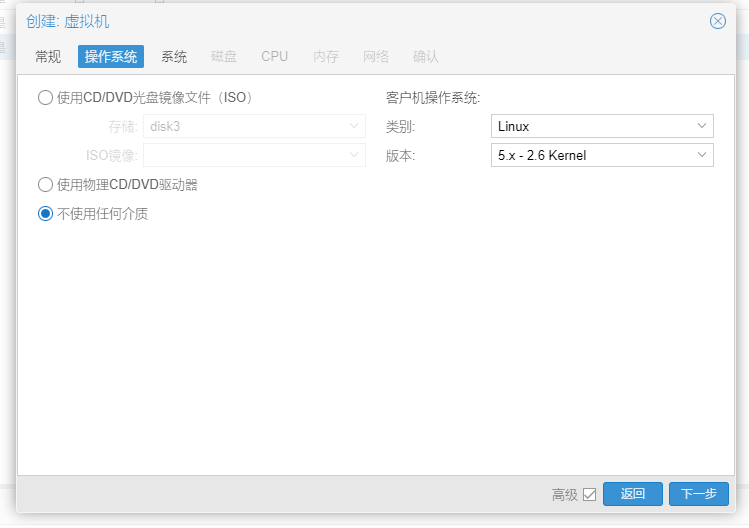 创建: 虚拟机
常规 操作系统 系统 磁盘 CPU 内存 网络 确认
使用CD/DVD光盘镜像文件（ISO） 客户机操作系统:
存储: disk3 类别: Linux
ISO镜像: 版本: 5.x - 2.6 Kernel
使用物理CD/DVD驱动器
不使用任何介质
高级 返回 下一步